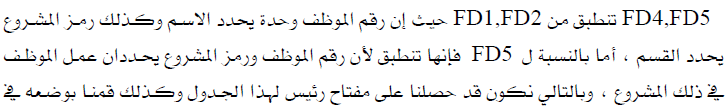 FD4,FD5 تنطبق من FD1,FD2 حيث إن رقم الموظف وحدة يحدد الاسم وكذلك رمز المشروع
يحدد القسم ، أما بالنسبة ل FD5 فإنها تنطبق لأن رقم الموظف ورمز المشروع يحددان عمل الموظف
في ذلك المشروع ، وبالتالي نكون قد حصلنا على مفتاح رئيس لهذا الجدول وكذلك قمنا بوضعه في